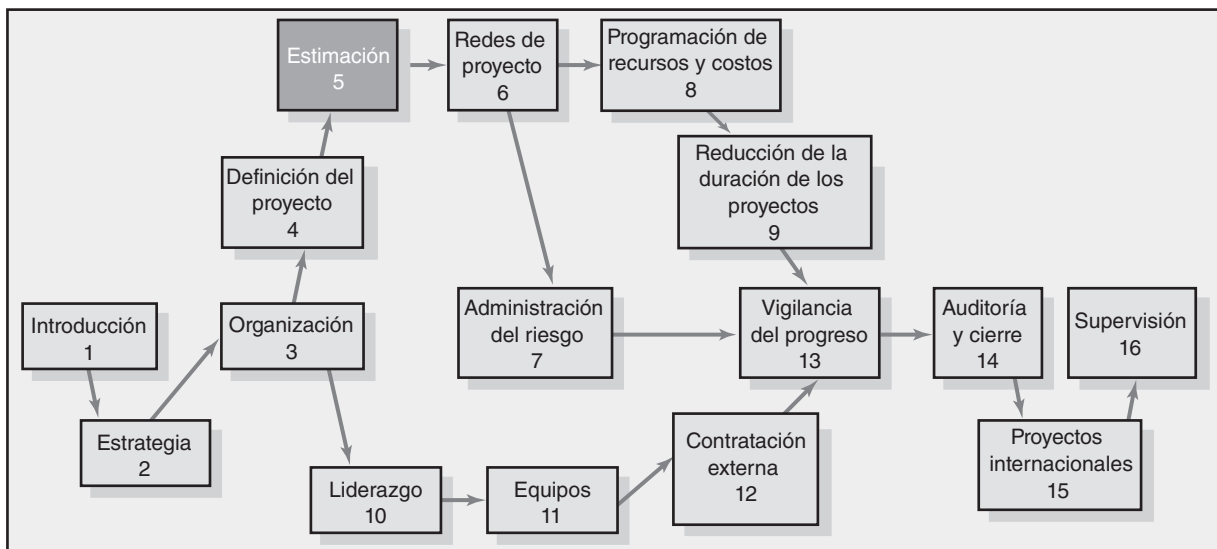 Introducción
1
Estrategia
2
Organización
3
Definición del
proyecto
4
Estimación
5
Redes de
proyecto
6
Administración
del riesgo
7
Programación de
recursos y costos
8
Reducción de la
duración de los
proyectos
9
Liderazgo
10
Equipos
11
Contratación
externa
12
Vigilancia
del progreso
13
Auditoría
y cierre
14
Proyectos
internacionales
15
Supervisión
16